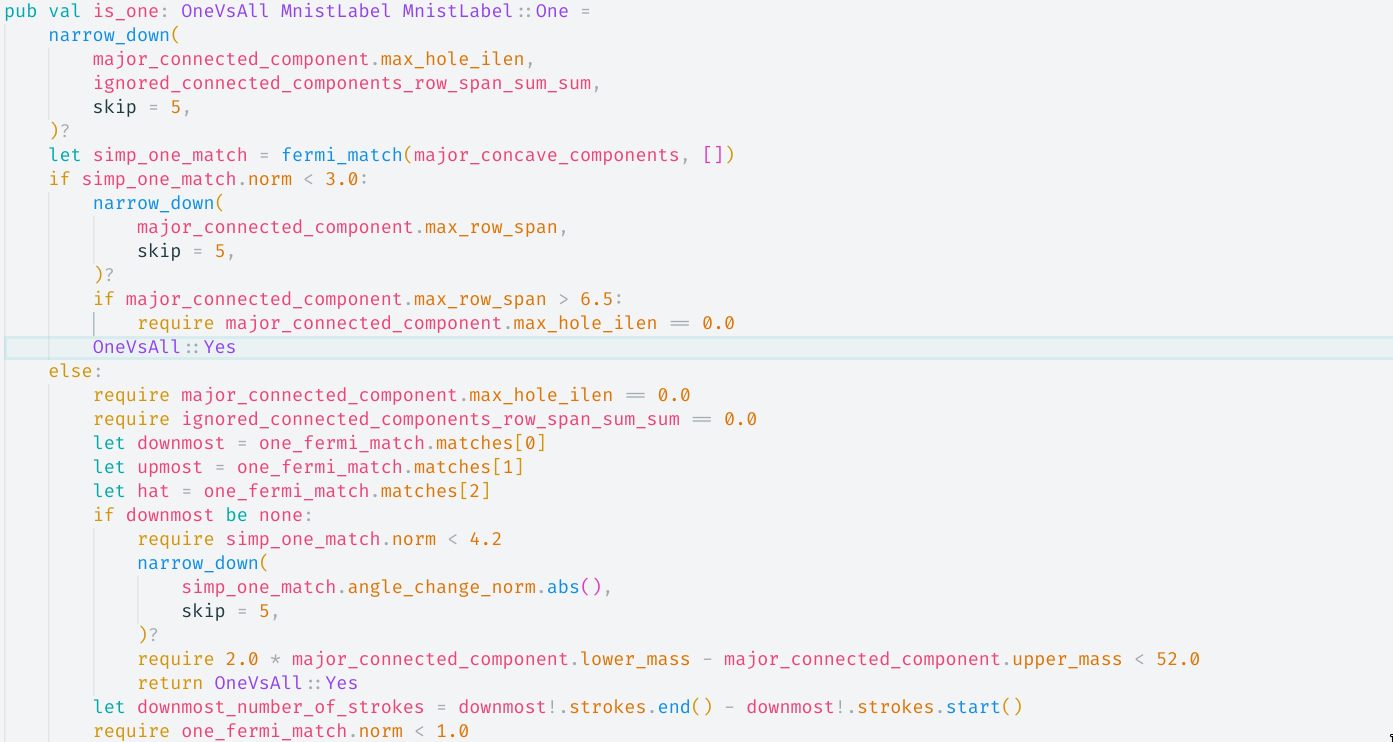 pub val is_one: OneVsAll MnistLabel MnistLabel::One =
    narrow_down(
        major_connected_component.max_hole_ilen,
        ignored_connected_components_row_span_sum_sum,
        skip = 5,
    )?
    let simp_one_match = fermi_match(major_concave_components, [])
    if simp_one_match.norm < 3.0:
        narrow_down(
            major_connected_component.max_row_span,
            skip = 5,
        )?
        if major_connected_component.max_row_span > 6.5:
            require major_connected_component.max_hole_ilen == 0.0
        OneVsAll::Yes
    else:
        require major_connected_component.max_hole_ilen == 0.0
        require ignored_connected_components_row_span_sum_sum == 0.0
        let downmost = one_fermi_match.matches[0]
        let upmost = one_fermi_match.matches[1]
        let hat = one_fermi_match.matches[2]
        if downmost be none:
            require simp_one_match.norm < 4.2
            narrow_down(
                simp_one_match.angle_change_norm.abs(),
                skip = 5,
            )?
            require 2.0 * major_connected_component.lower_mass - major_connected_component.upper_mass < 52.0
            return OneVsAll::Yes
        let downmost_number_of_strokes = downmost!.strokes.end() - downmost!.strokes.start()
        require one_fermi_match.norm < 1.0